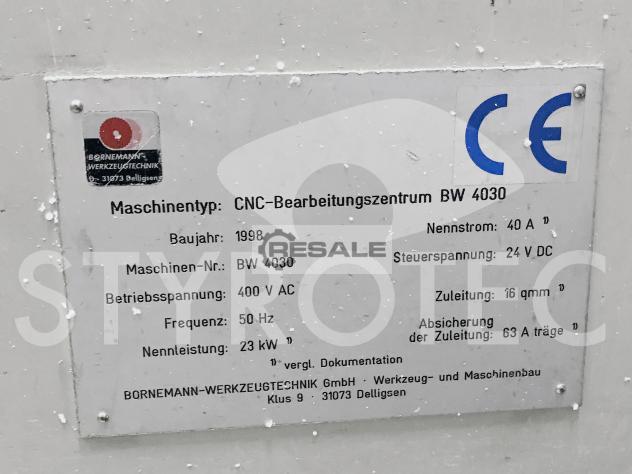 BORNEMANN-
WERKZEUGTECHNIK
D - 31073 Delligsen
CE
Maschinentyp: CNC-Bearbeitungszentrum BW 4030
Baujahr: 1998
Nennstrom: 40 A 1)
Maschinen-Nr.: BW 4030
Steuerspannung: 24 V DC
Betriebsspannung: 400 V AC
Zuleitung: 16 qmm 1)
Frequenz: 50 Hz
Absicherung
der Zuleitung: 63 A träge 1)
Nennleistung: 23 kW 1)
1) vergl. Dokumentation
BORNEMANN-WERKZEUGTECHNIK GmbH · Werkzeug- und Maschinenbau
Klus 9 · 31073 Delligsen
RESALE
STYROTEC